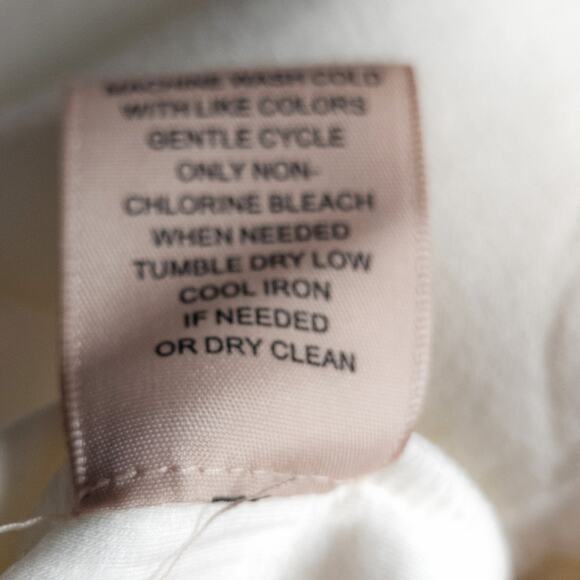 MACHINE WASH COLD
WITH LIKE COLORS
GENTLE CYCLE
ONLY NON-
CHLORINE BLEACH
WHEN NEEDED
TUMBLE DRY LOW
COOL IRON
IF NEEDED
OR DRY CLEAN